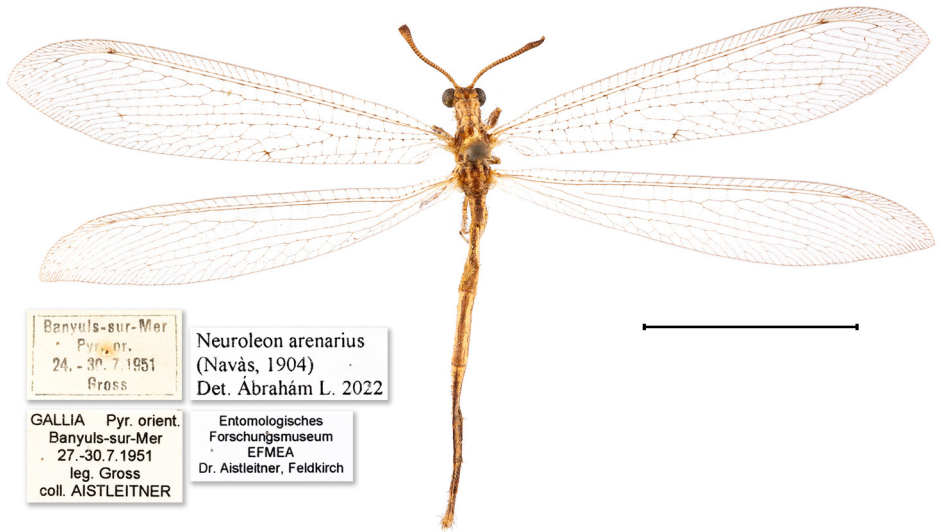 Banyuls-sur-Mer
Pyr. or.
24. - 30. 7. 1951
Gross
Neuroleon arenarius
(Navàs, 1904)
Det. Ábrahám L. 2022
GALLIA Pyr. orient.
Banyuls-sur-Mer
27.-30.7.1951
leg. Gross
coll. AISTLEITNER
Entomologisches
Forschungsmuseum
EFMEA
Dr. Aistleitner, Feldkirch